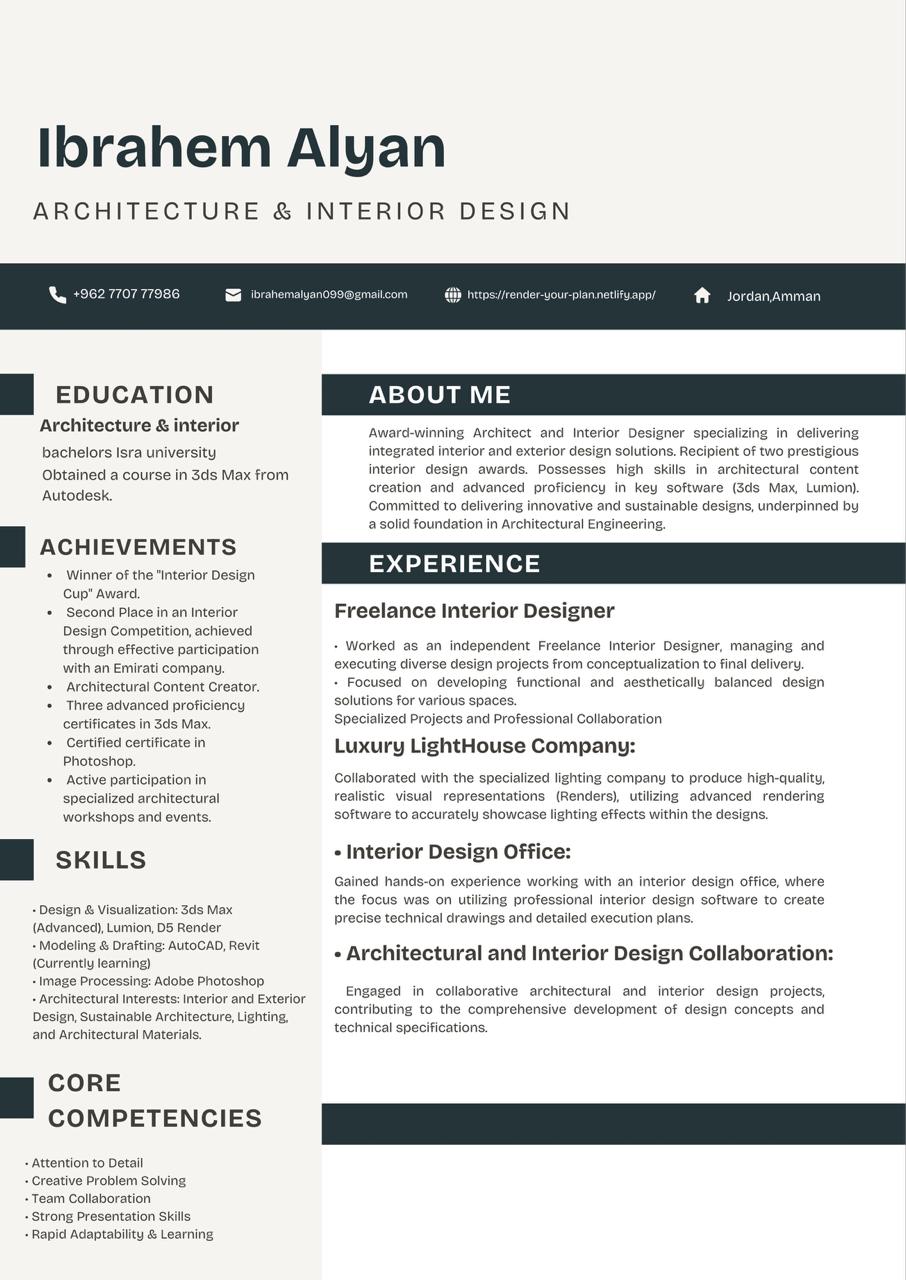 Ibrahem Alyan
ARCHITECTURE & INTERIOR DESIGN
+962 7707 77986
ibrahemalyan099@gmail.com
https://render-your-plan.netlify.app/
Jordan,Amman
EDUCATION
Architecture & interior
bachelors Isra university
Obtained a course in 3ds Max from
Autodesk.
ACHIEVEMENTS
• Winner of the "Interior Design
Cup" Award.
• Second Place in an Interior
Design Competition, achieved
through effective participation
with an Emirati company.
• Architectural Content Creator.
• Three advanced proficiency
certificates in 3ds Max.
• Certified certificate in
Photoshop.
• Active participation in
specialized architectural
workshops and events.
SKILLS
• Design & Visualization: 3ds Max
(Advanced), Lumion, D5 Render
• Modeling & Drafting: AutoCAD, Revit
(Currently learning)
• Image Processing: Adobe Photoshop
• Architectural Interests: Interior and Exterior
Design, Sustainable Architecture, Lighting,
and Architectural Materials.
CORE
COMPETENCIES
• Attention to Detail
• Creative Problem Solving
• Team Collaboration
• Strong Presentation Skills
• Rapid Adaptability & Learning
ABOUT ME
Award-winning Architect and Interior Designer specializing in delivering
integrated interior and exterior design solutions. Recipient of two prestigious
interior design awards. Possesses high skills in architectural content
creation and advanced proficiency in key software (3ds Max, Lumion).
Committed to delivering innovative and sustainable designs, underpinned by
a solid foundation in Architectural Engineering.
EXPERIENCE
Freelance Interior Designer
• Worked as an independent Freelance Interior Designer, managing and
executing diverse design projects from conceptualization to final delivery.
• Focused on developing functional and aesthetically balanced design
solutions for various spaces.
Specialized Projects and Professional Collaboration
Luxury LightHouse Company:
Collaborated with the specialized lighting company to produce high-quality,
realistic visual representations (Renders), utilizing advanced rendering
software to accurately showcase lighting effects within the designs.
• Interior Design Office:
Gained hands-on experience working with an interior design office, where
the focus was on utilizing professional interior design software to create
precise technical drawings and detailed execution plans.
• Architectural and Interior Design Collaboration:
Engaged in collaborative architectural and interior design projects,
contributing to the comprehensive development of design concepts and
technical specifications.